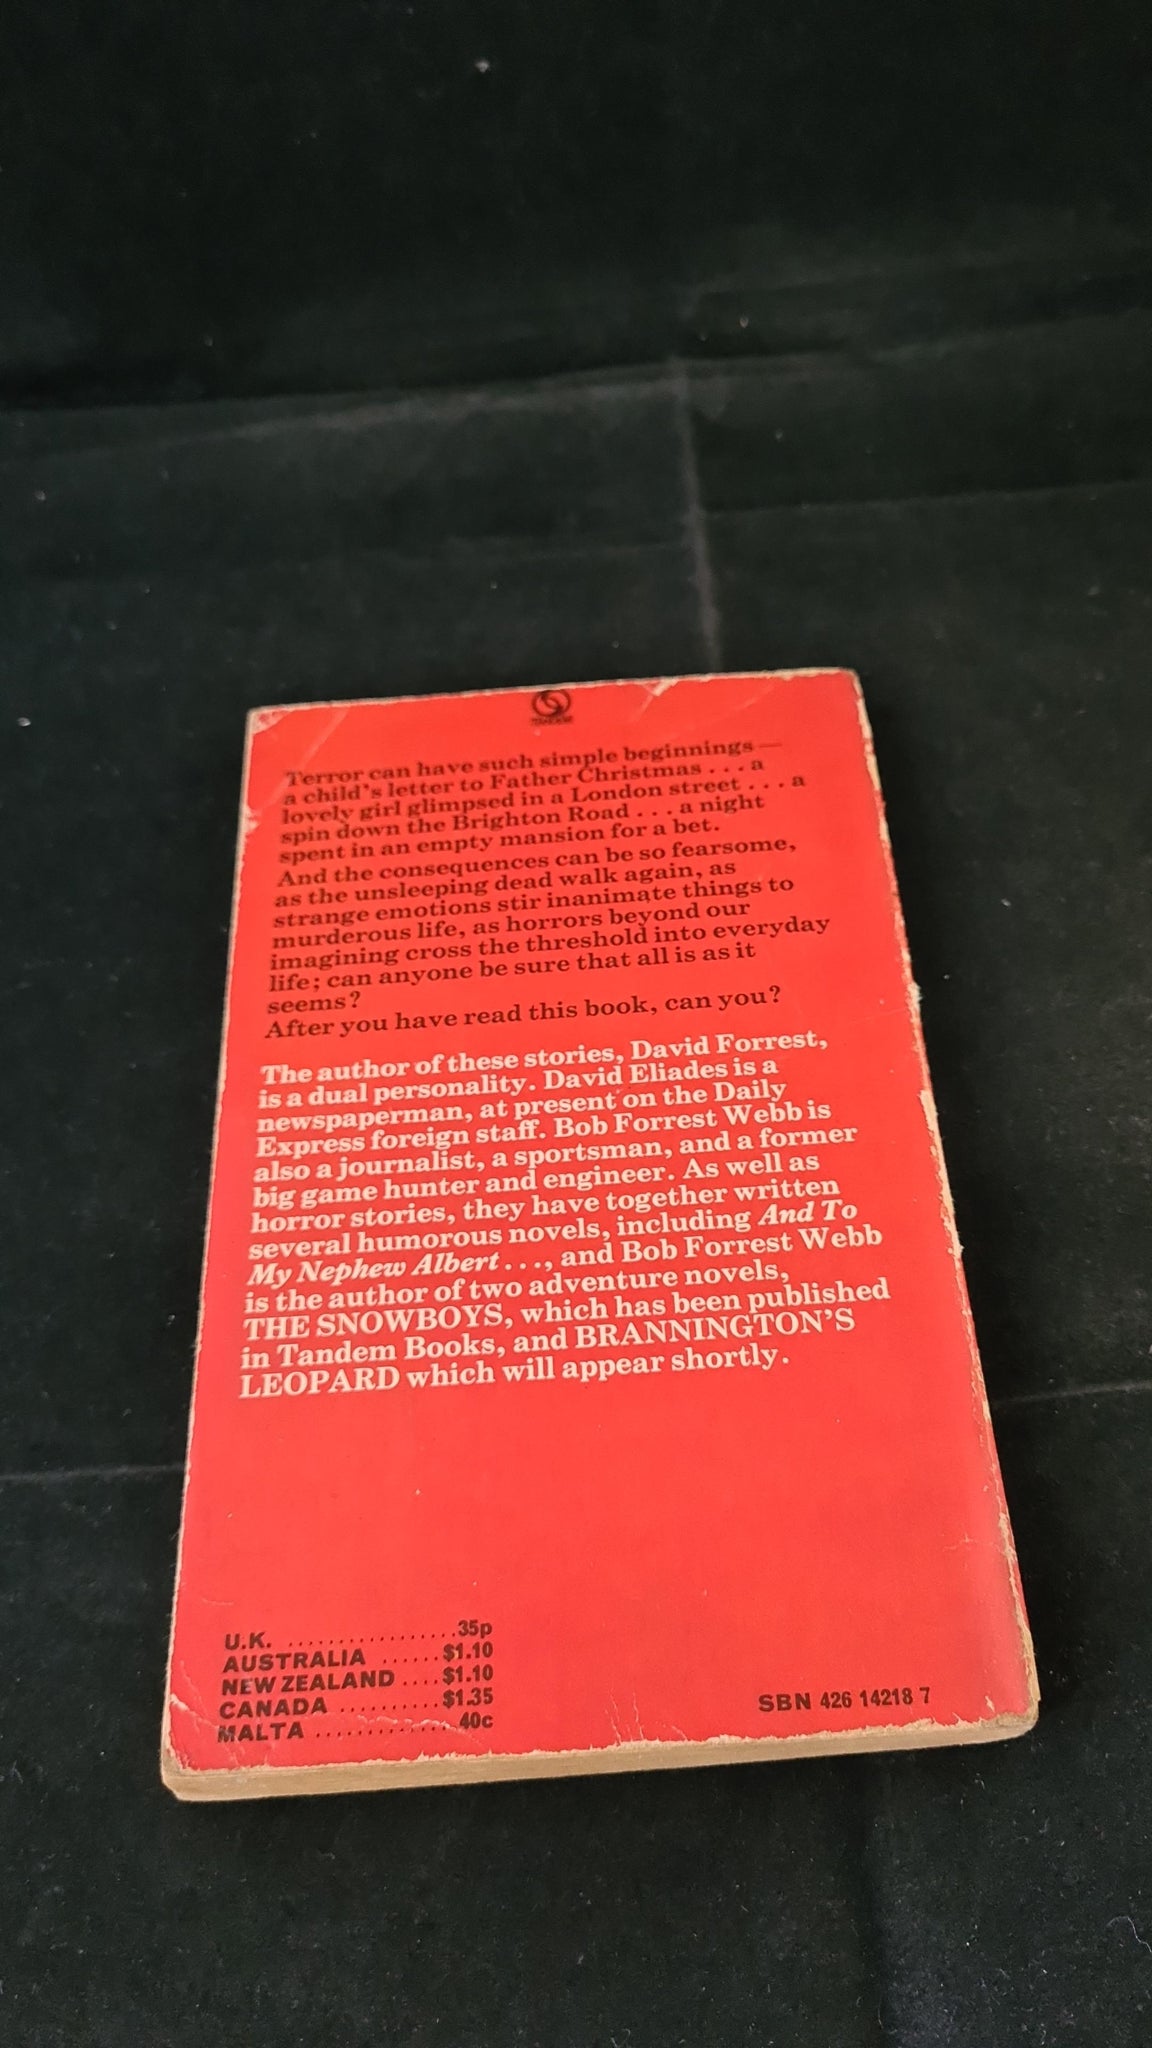 TANDEM
Terror can have such simple beginnings—
a child's letter to Father Christmas . . . a
lovely girl glimpsed in a London street . . . a
spin down the Brighton Road . . . a night
spent in an empty mansion for a bet.
And the consequences can be so fearsome,
as the unsleeping dead walk again, as
strange emotions stir inanimate things to
murderous life, as horrors beyond our
imagining cross the threshold into everyday
life; can anyone be sure that all is as it
seems?
After you have read this book, can you?
The author of these stories, David Forrest,
is a dual personality. David Eliades is a
newspaperman, at present on the Daily
Express foreign staff. Bob Forrest Webb is
also a journalist, a sportsman, and a former
big game hunter and engineer. As well as
horror stories, they have together written
several humorous novels, including And To
My Nephew Albert . . ., and Bob Forrest Webb
is the author of two adventure novels,
THE SNOWBOYS, which has been published
in Tandem Books, and BRANNINGTON'S
LEOPARD which will appear shortly.
U.K. ................. 35p
AUSTRALIA ...... $1.10
NEW ZEALAND .... $1.10
CANADA .......... $1.35
MALTA .............. 40c
SBN 426 14218 7